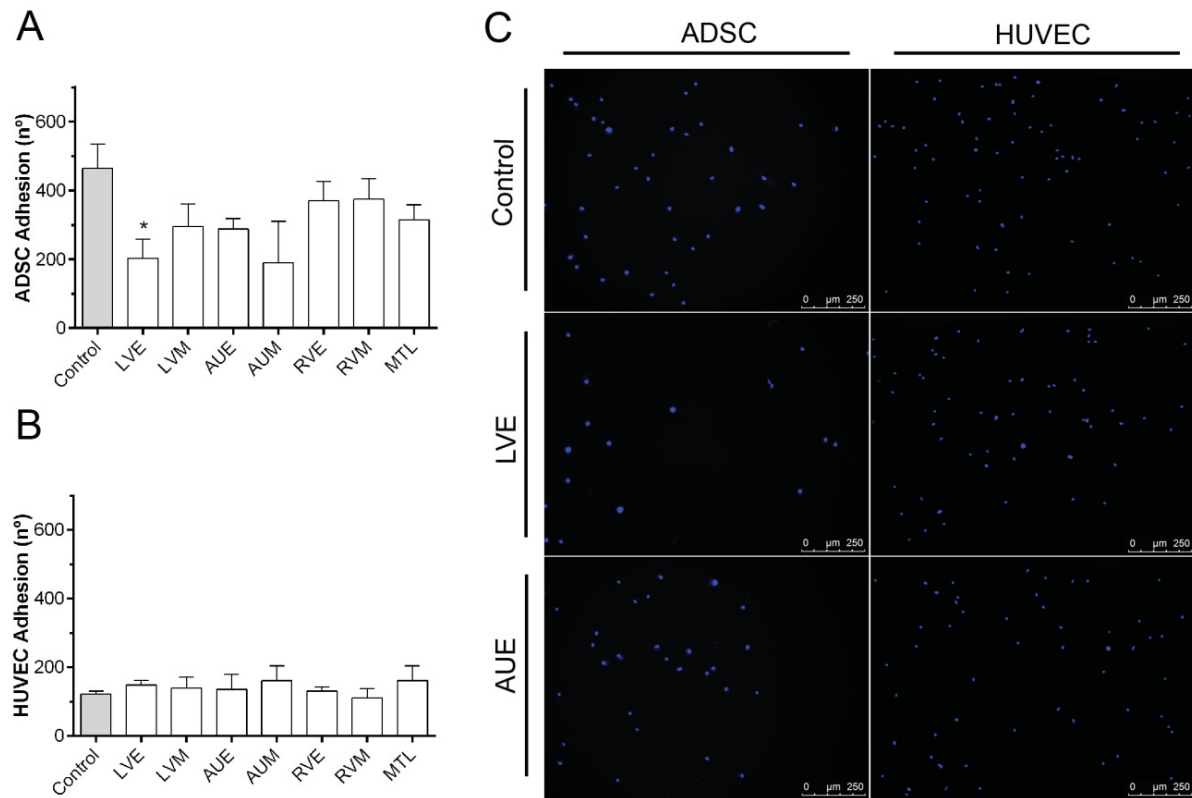 A
ADSC Adhesion (nº)
600
400
200
0
*
Control
LVE
LVM
AUE
AUM
RVE
RVM
MTL
B
HUVEC Adhesion (nº)
600
400
200
0
Control
LVE
LVM
AUE
AUM
RVE
RVM
MTL
C
ADSC HUVEC
Control
0 µm 250
0 µm 250
LVE
0 µm 250
0 µm 250
AUE
0 µm 250
0 µm 250